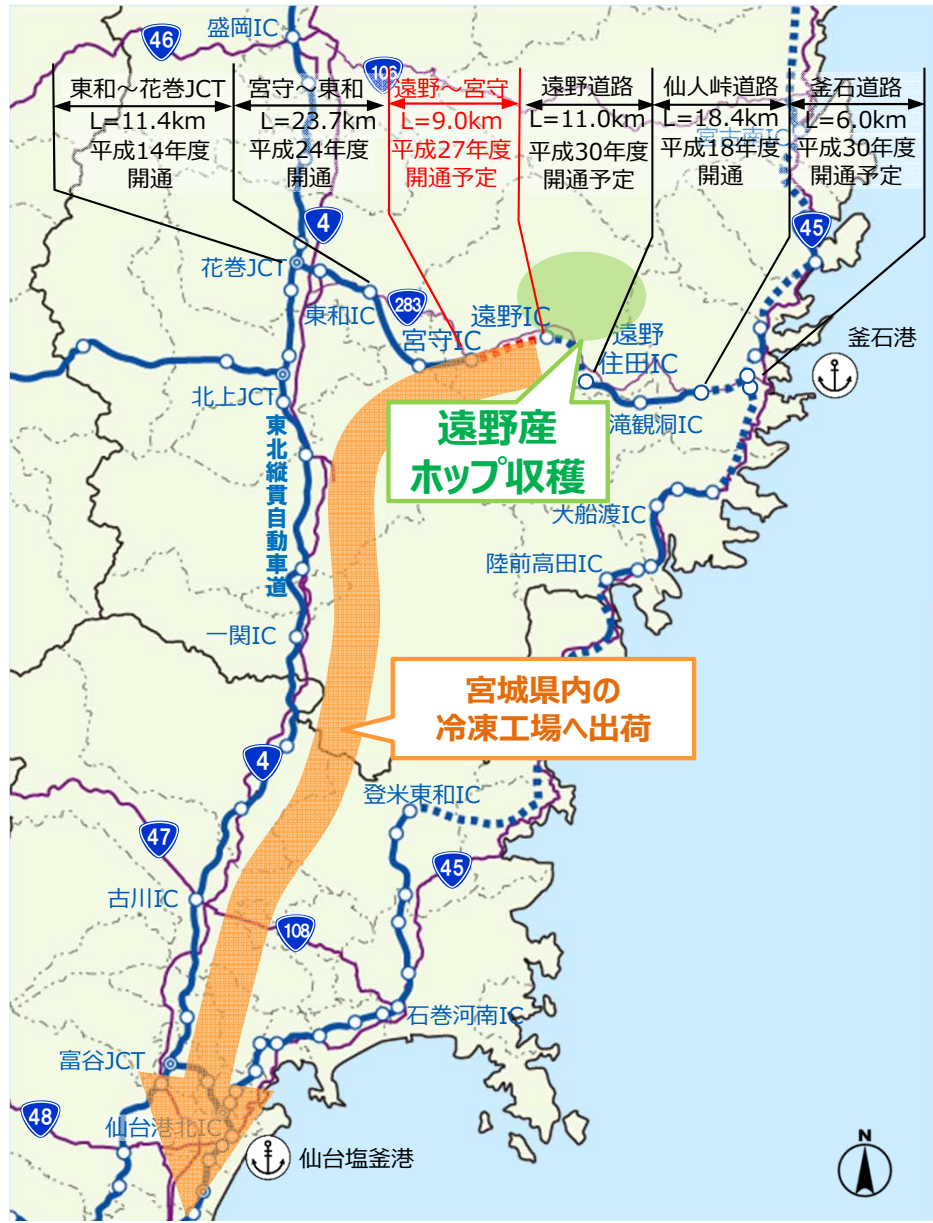 46
盛岡IC
106
東和～花巻JCT
L=11.4km
平成14年度
開通
宮守～東和
L=23.7km
平成24年度
開通
遠野～宮守
L=9.0km
平成27年度
開通予定
遠野道路
L=11.0km
平成30年度
開通予定
仙人峠道路
L=18.4km
平成18年度
開通
釜石道路
L=6.0km
平成30年度
開通予定
宮古南IC
4
45
花巻JCT
東和IC
283
宮守IC
遠野IC
遠野
住田IC
釜石港
北上JCT
滝観洞IC
遠野産
ホップ収穫
東北縦貫自動車道
大船渡IC
陸前高田IC
一関IC
宮城県内の
冷凍工場へ出荷
4
登米東和IC
47
45
古川IC
108
石巻河南IC
富谷JCT
48
仙台港北IC
仙台塩釜港
N